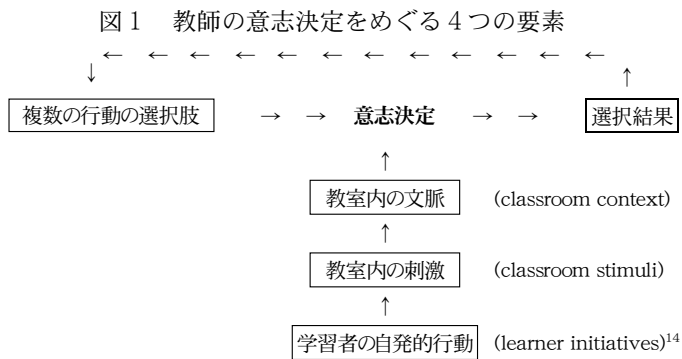 図１　教師の意志決定をめぐる４つの要素
← ← ← ← ← ← ← ← ← ← ← ←
↓ ↑
複数の行動の選択肢 → → 意志決定 → → 選択結果
↑
教室内の文脈 (classroom context)
↑
教室内の刺激 (classroom stimuli)
↑
学習者の自発的行動 (learner initiatives)14